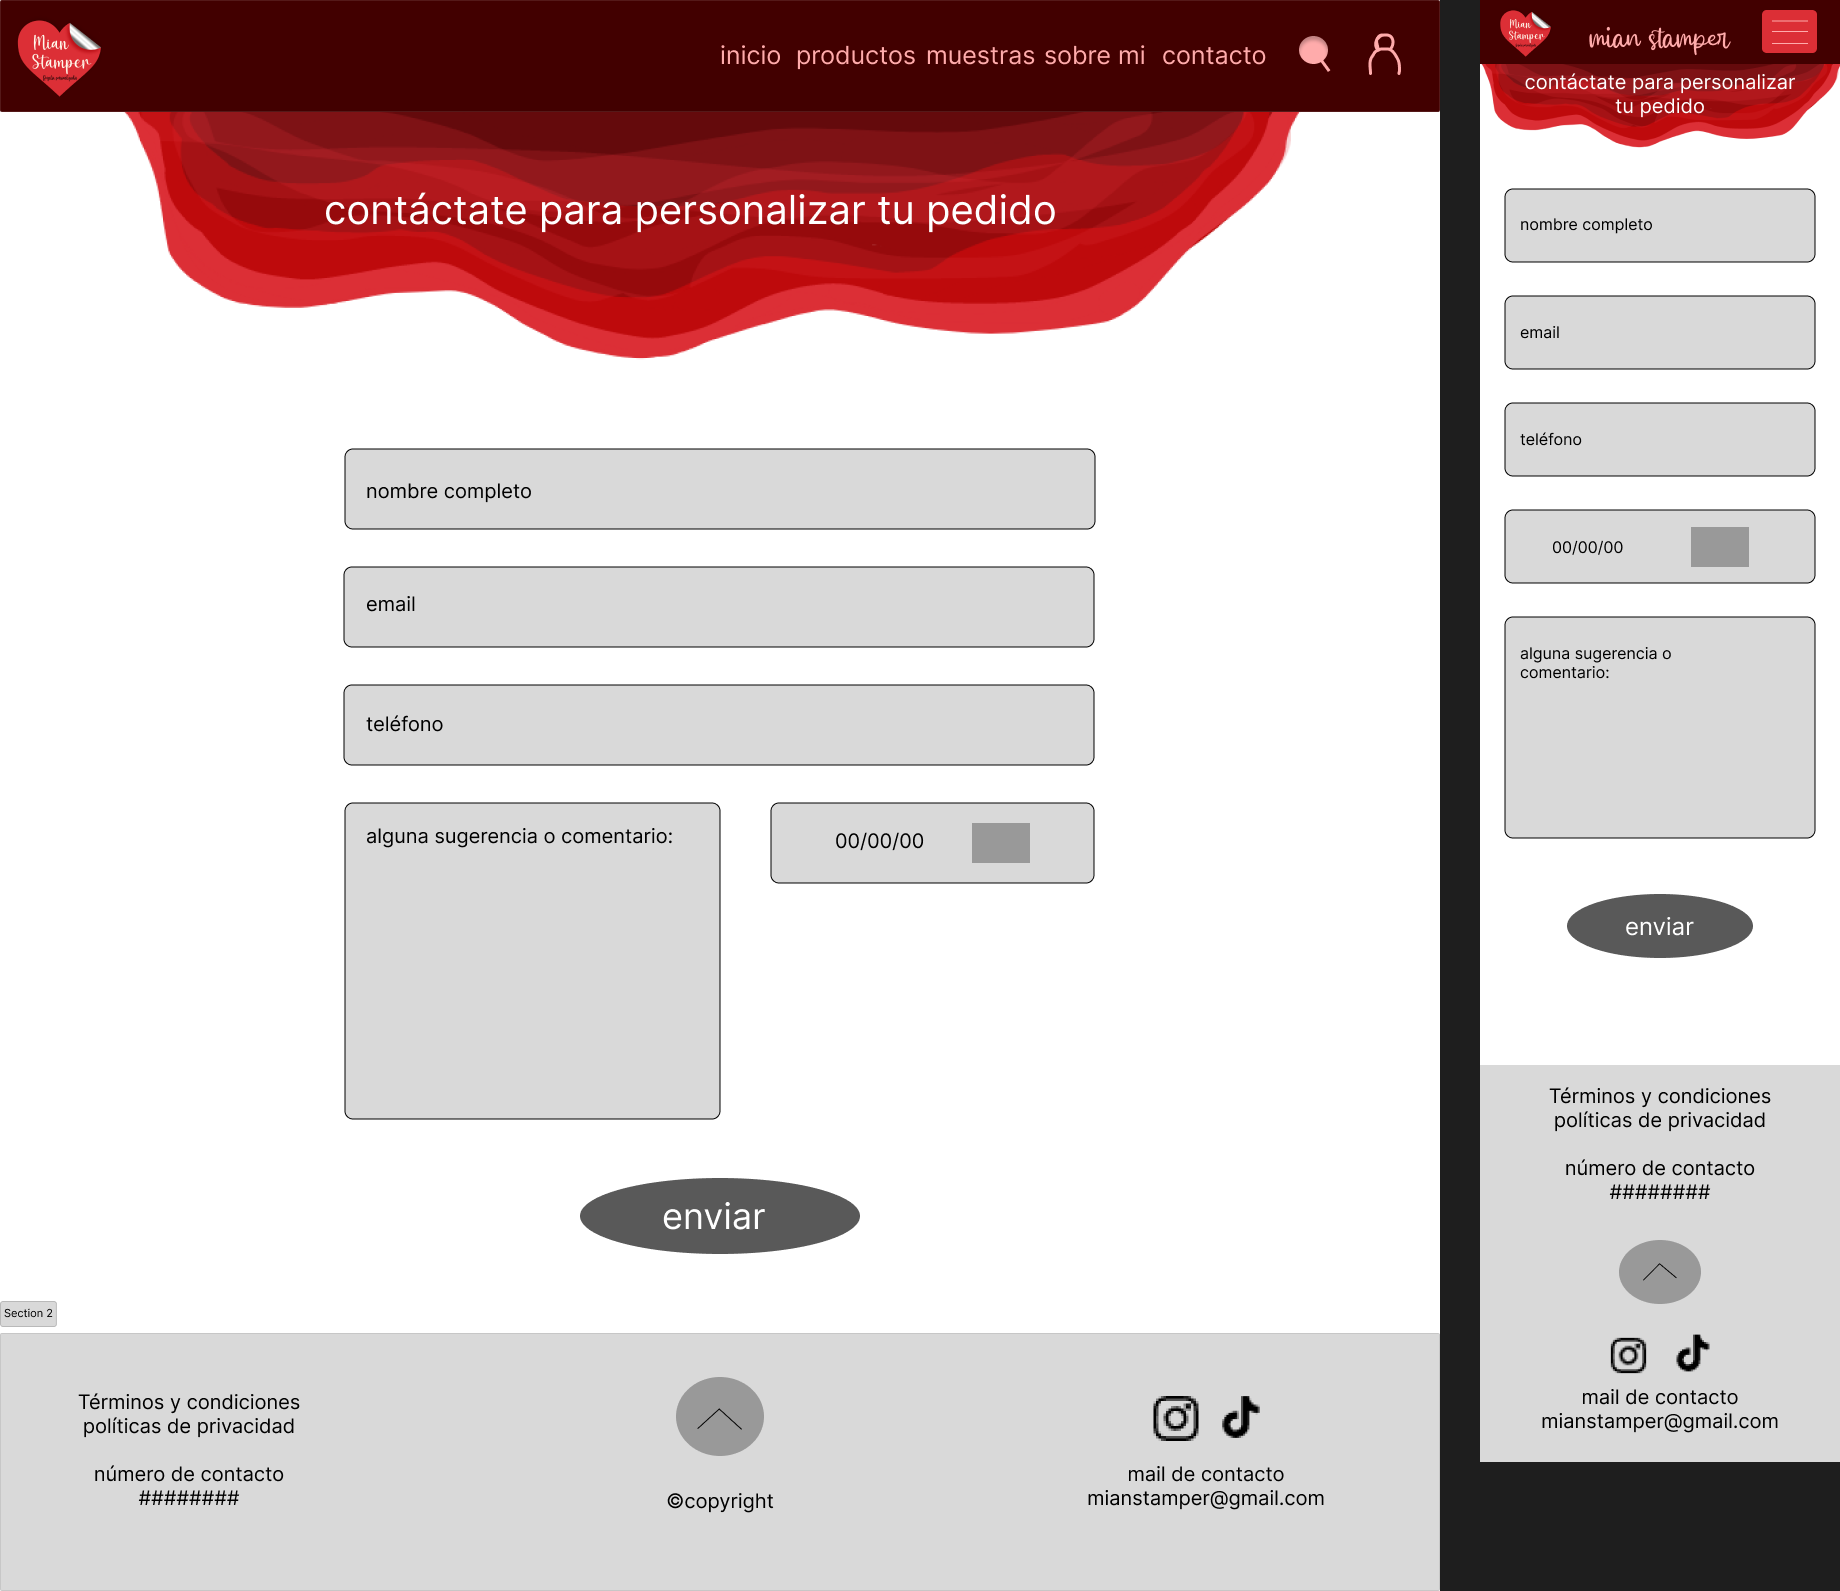 Mian
Stamper
inicio productos muestras sobre mi contacto
contáctate para personalizar tu pedido
nombre completo
email
teléfono
alguna sugerencia o comentario:
00/00/00
enviar
Section 2
Términos y condiciones
políticas de privacidad
número de contacto
########
©copyright
mail de contacto
mianstamper@gmail.com
Mian
Stamper
mian stamper
contáctate para personalizar
tu pedido
nombre completo
email
teléfono
00/00/00
alguna sugerencia o
comentario:
enviar
Términos y condiciones
políticas de privacidad
número de contacto
########
mail de contacto
mianstamper@gmail.com